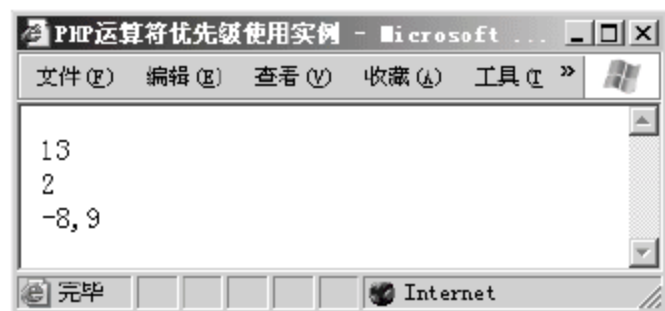 PHP运算符优先级使用实例 - Microsoft ...
文件(F) 编辑(E) 查看(V) 收藏(A) 工具(T »
13
2
-8,9
完毕 Internet